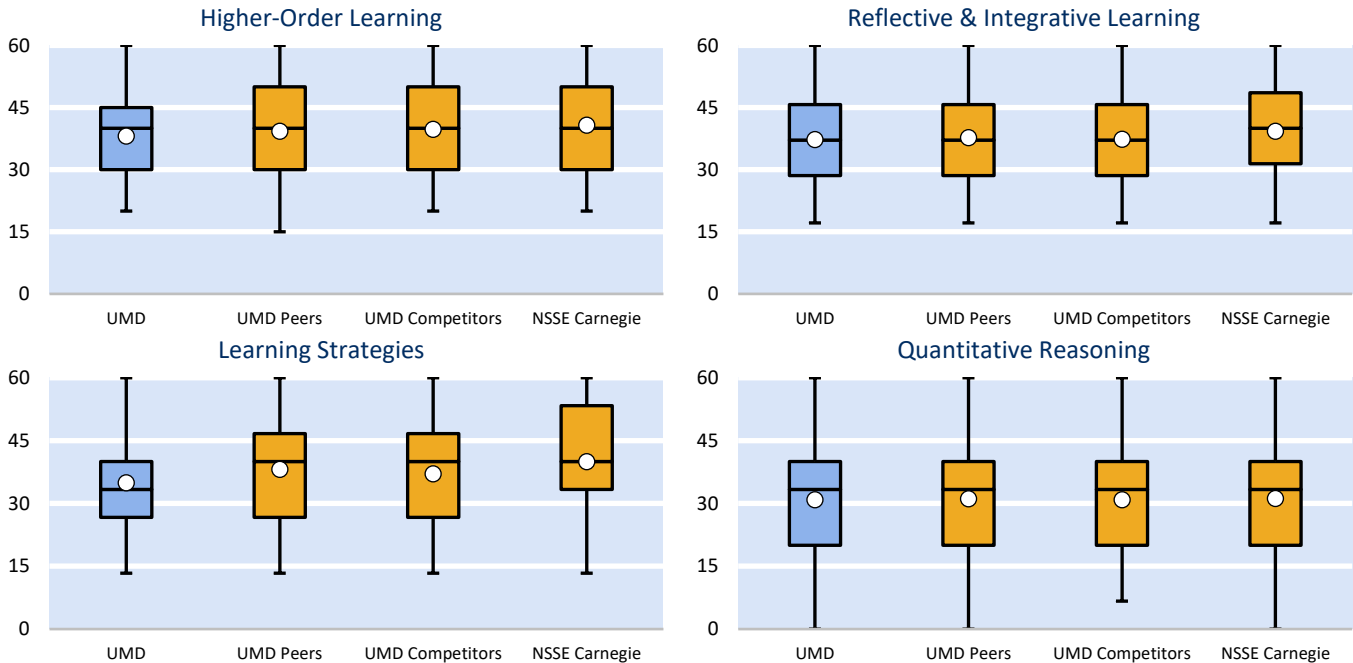 Higher-Order Learning
Reflective & Integrative Learning
60
45
30
15
0
UMD
UMD Peers
UMD Competitors
NSSE Carnegie
60
45
30
15
0
UMD
UMD Peers
UMD Competitors
NSSE Carnegie
Learning Strategies
Quantitative Reasoning
60
45
30
15
0
UMD
UMD Peers
UMD Competitors
NSSE Carnegie
60
45
30
15
0
UMD
UMD Peers
UMD Competitors
NSSE Carnegie